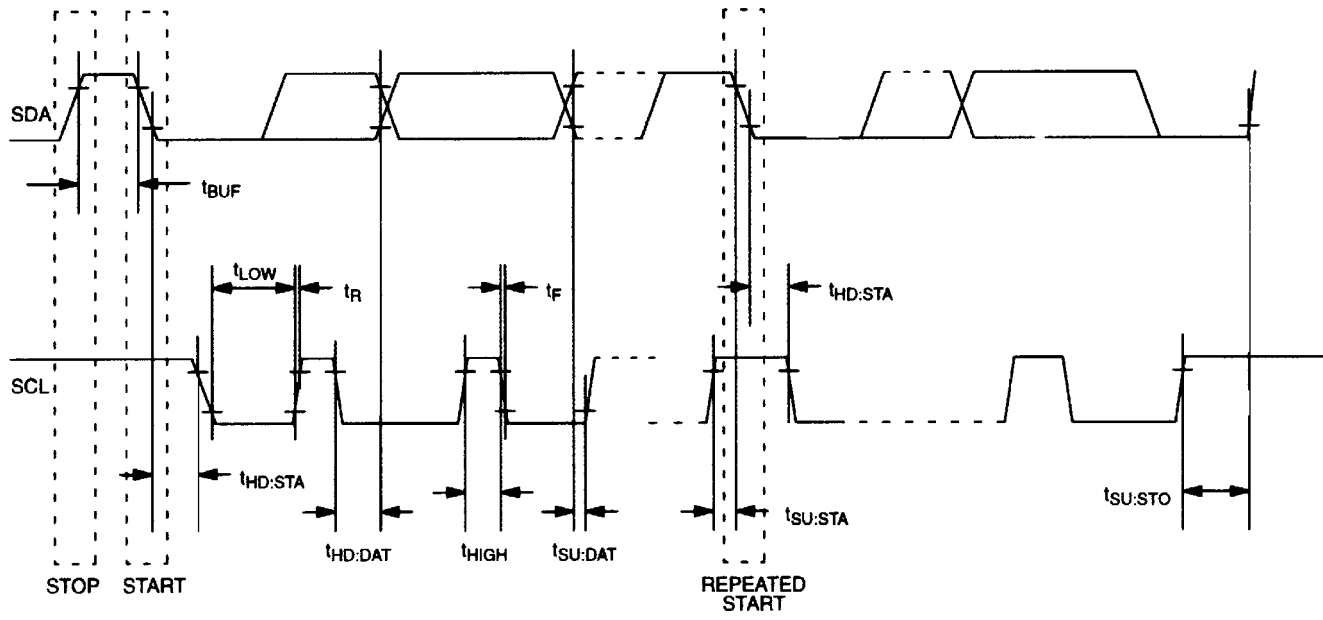 SDA
tBUF
tLOW
tR
tF
tHD:STA
SCL
tHD:STA
tHD:DAT
tHIGH
tSU:DAT
tSU:STA
tSU:STO
STOP
START
REPEATED
START